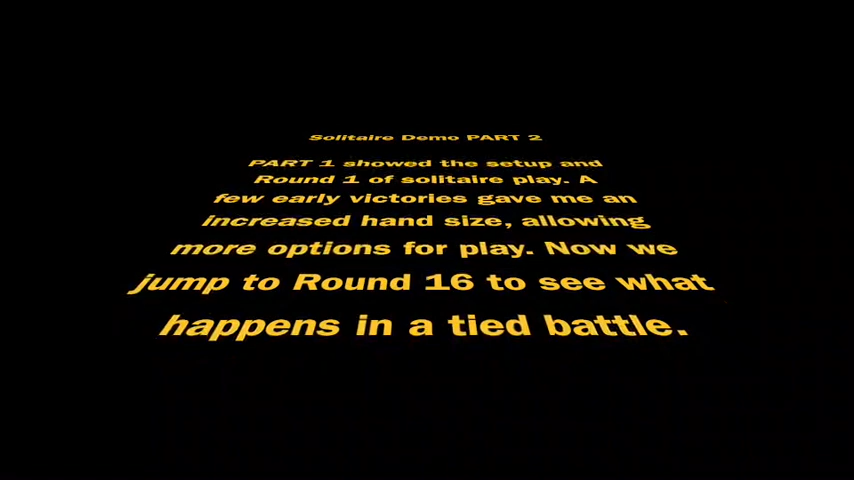 Solitaire Demo PART 2
PART 1 showed the setup and
Round 1 of solitaire play. A
few early victories gave me an
increased hand size, allowing
more options for play. Now we
jump to Round 16 to see what
happens in a tied battle.